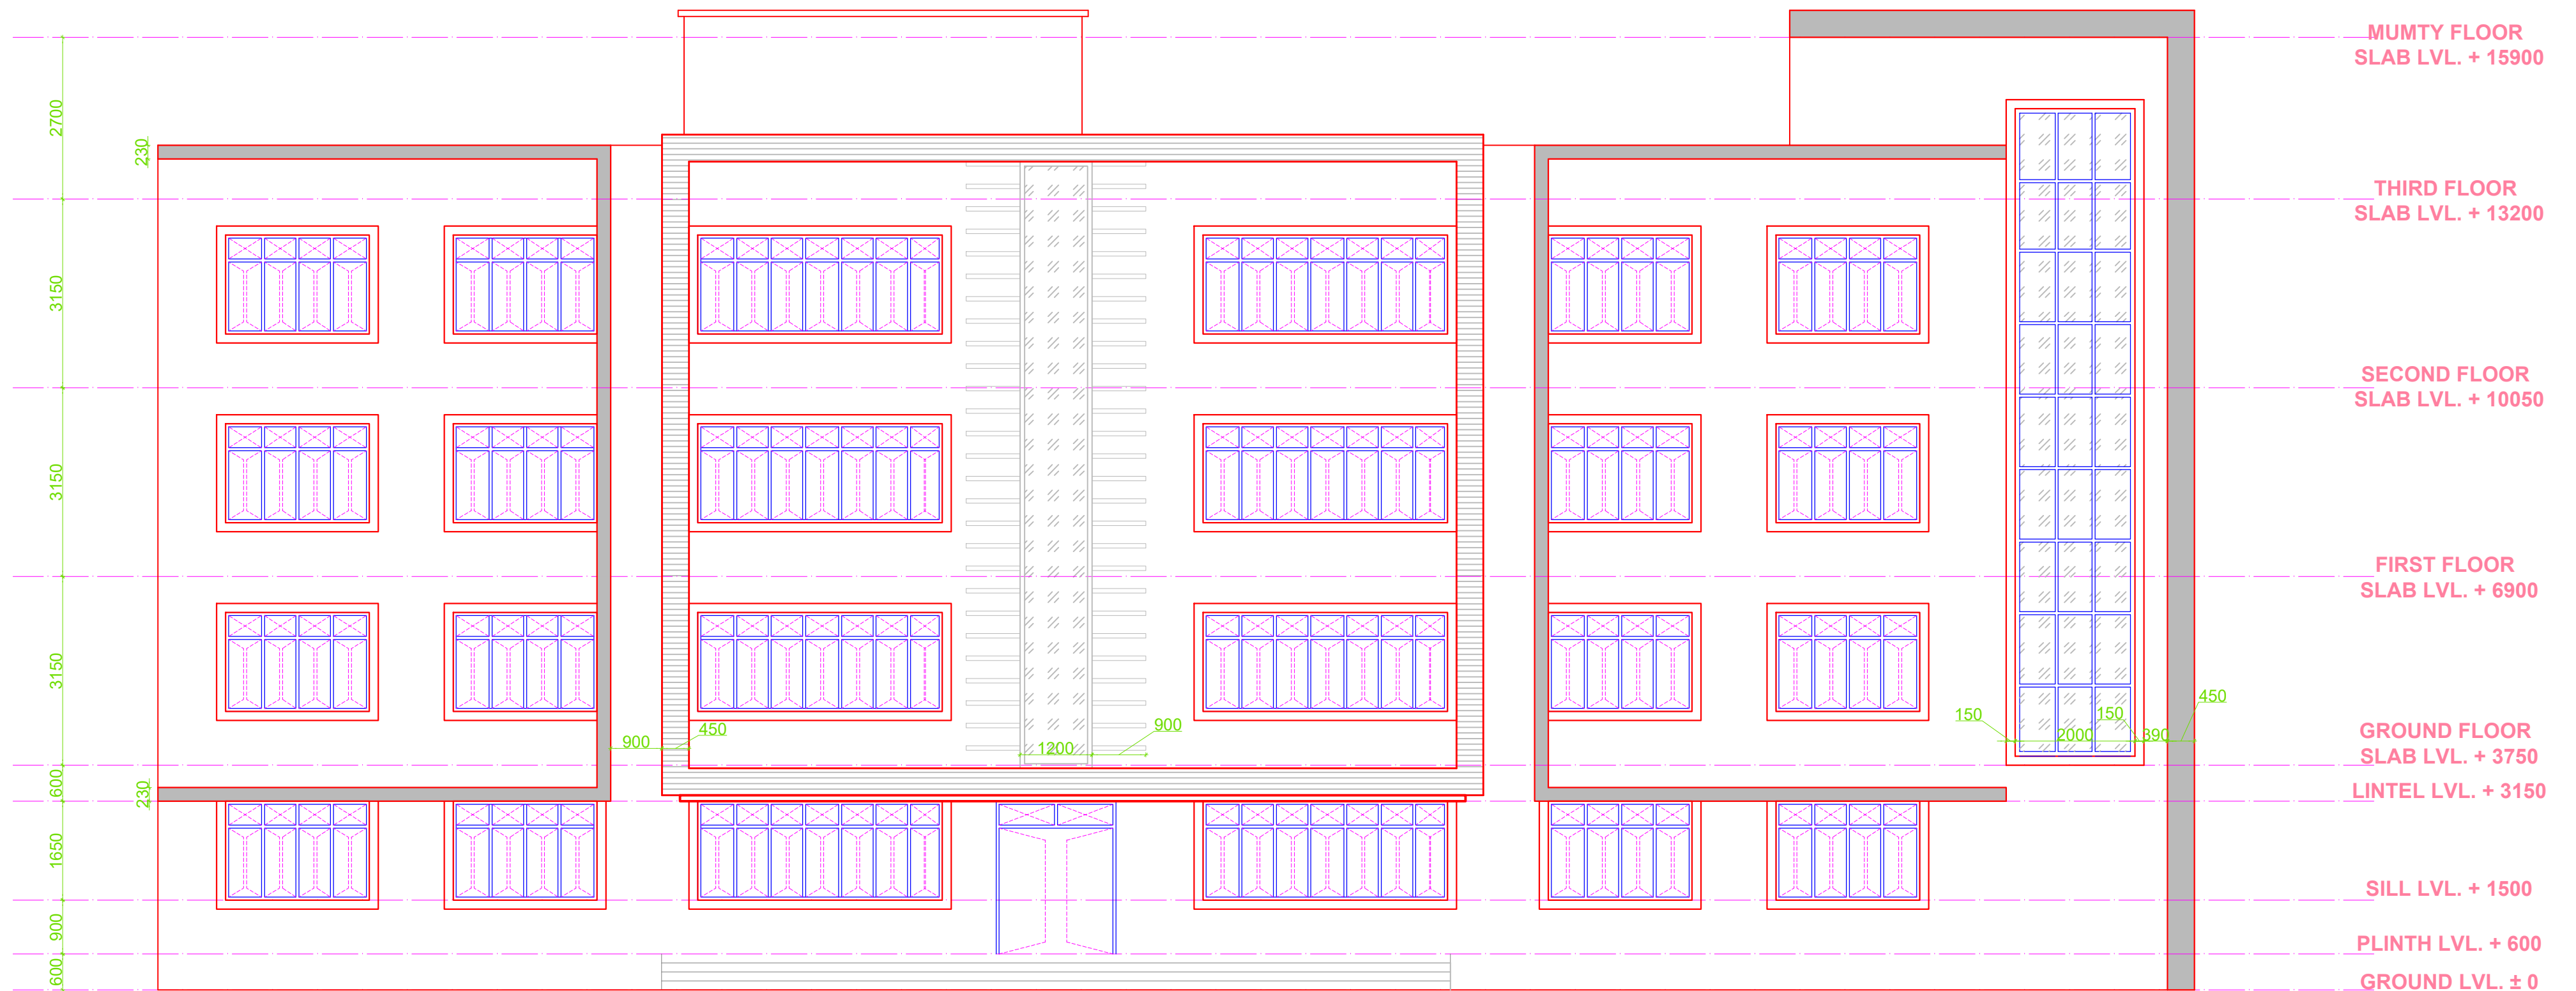 MUMTY FLOOR
SLAB LVL. + 15900
2700
230
THIRD FLOOR
SLAB LVL. + 13200
3150
SECOND FLOOR
SLAB LVL. + 10050
3150
FIRST FLOOR
SLAB LVL. + 6900
3150
900
450
1200
900
150
2000
150
390
450
GROUND FLOOR
SLAB LVL. + 3750
600
230
LINTEL LVL. + 3150
1650
SILL LVL. + 1500
900
PLINTH LVL. + 600
600
GROUND LVL. ± 0